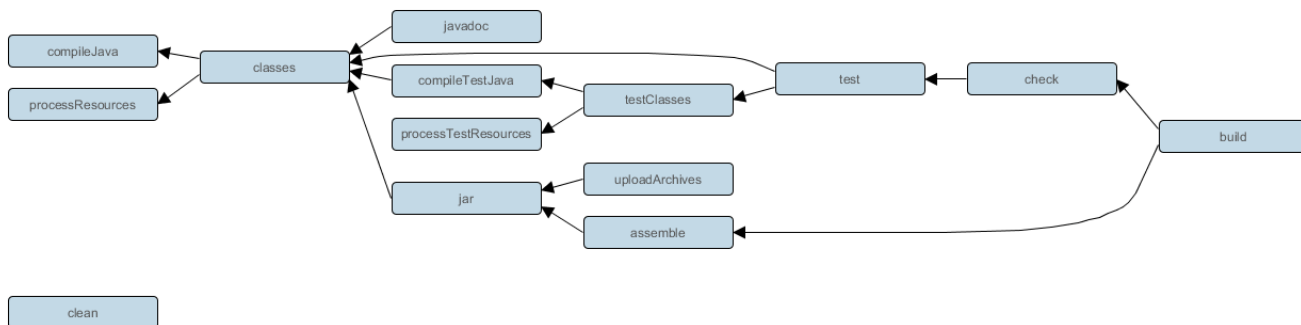 javadoc
compileJava
classes
compileTestJava
test
check
processResources
testClasses
processTestResources
build
jar
uploadArchives
assemble
clean